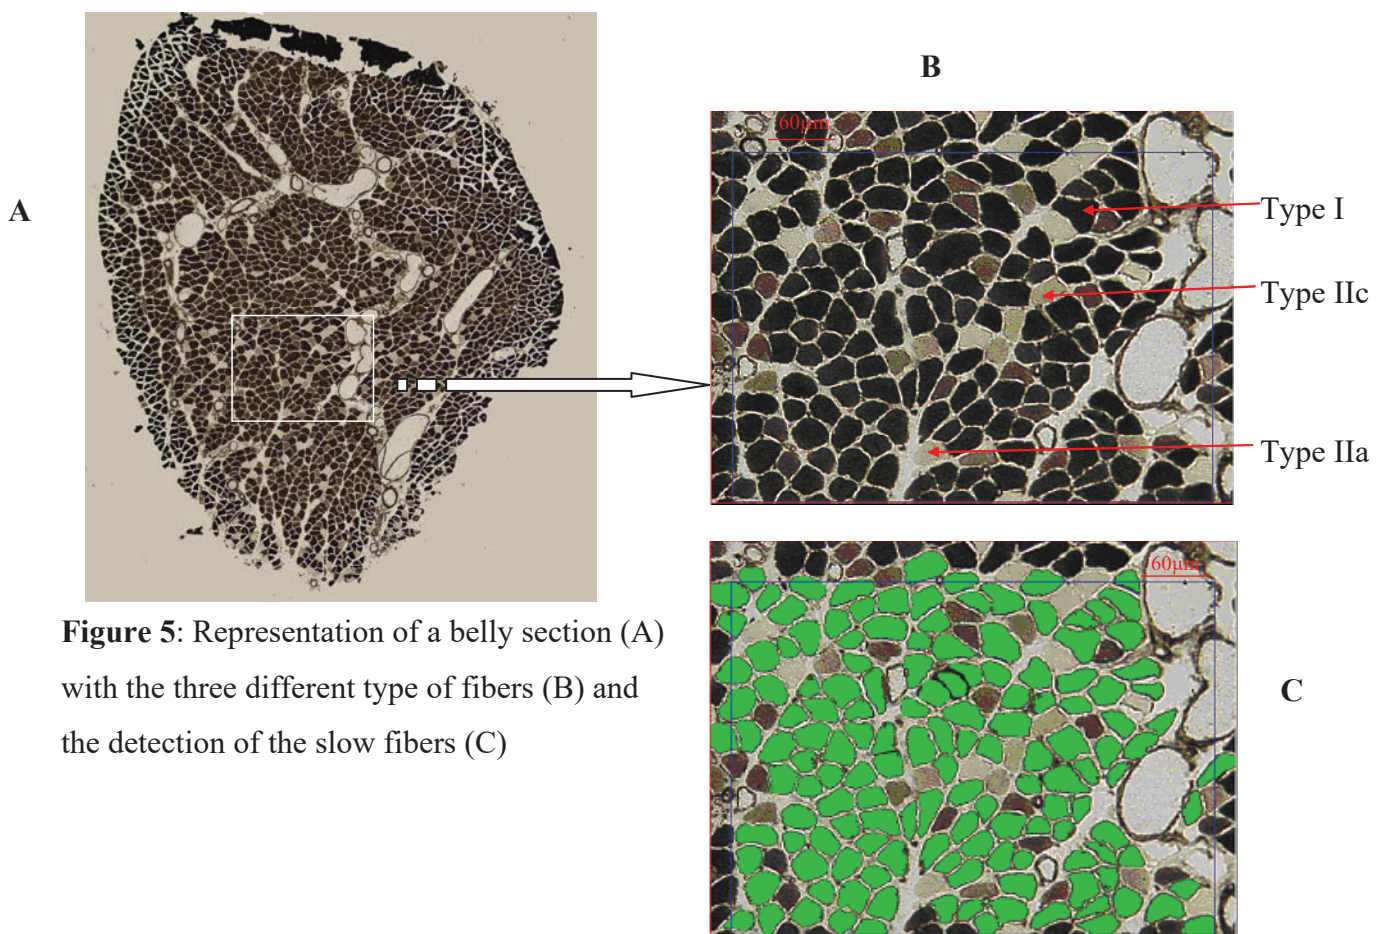 B
60µm
A
Type I
Type IIc
Type IIa
60µm
Figure 5: Representation of a belly section (A)
with the three different type of fibers (B) and
the detection of the slow fibers (C)
C